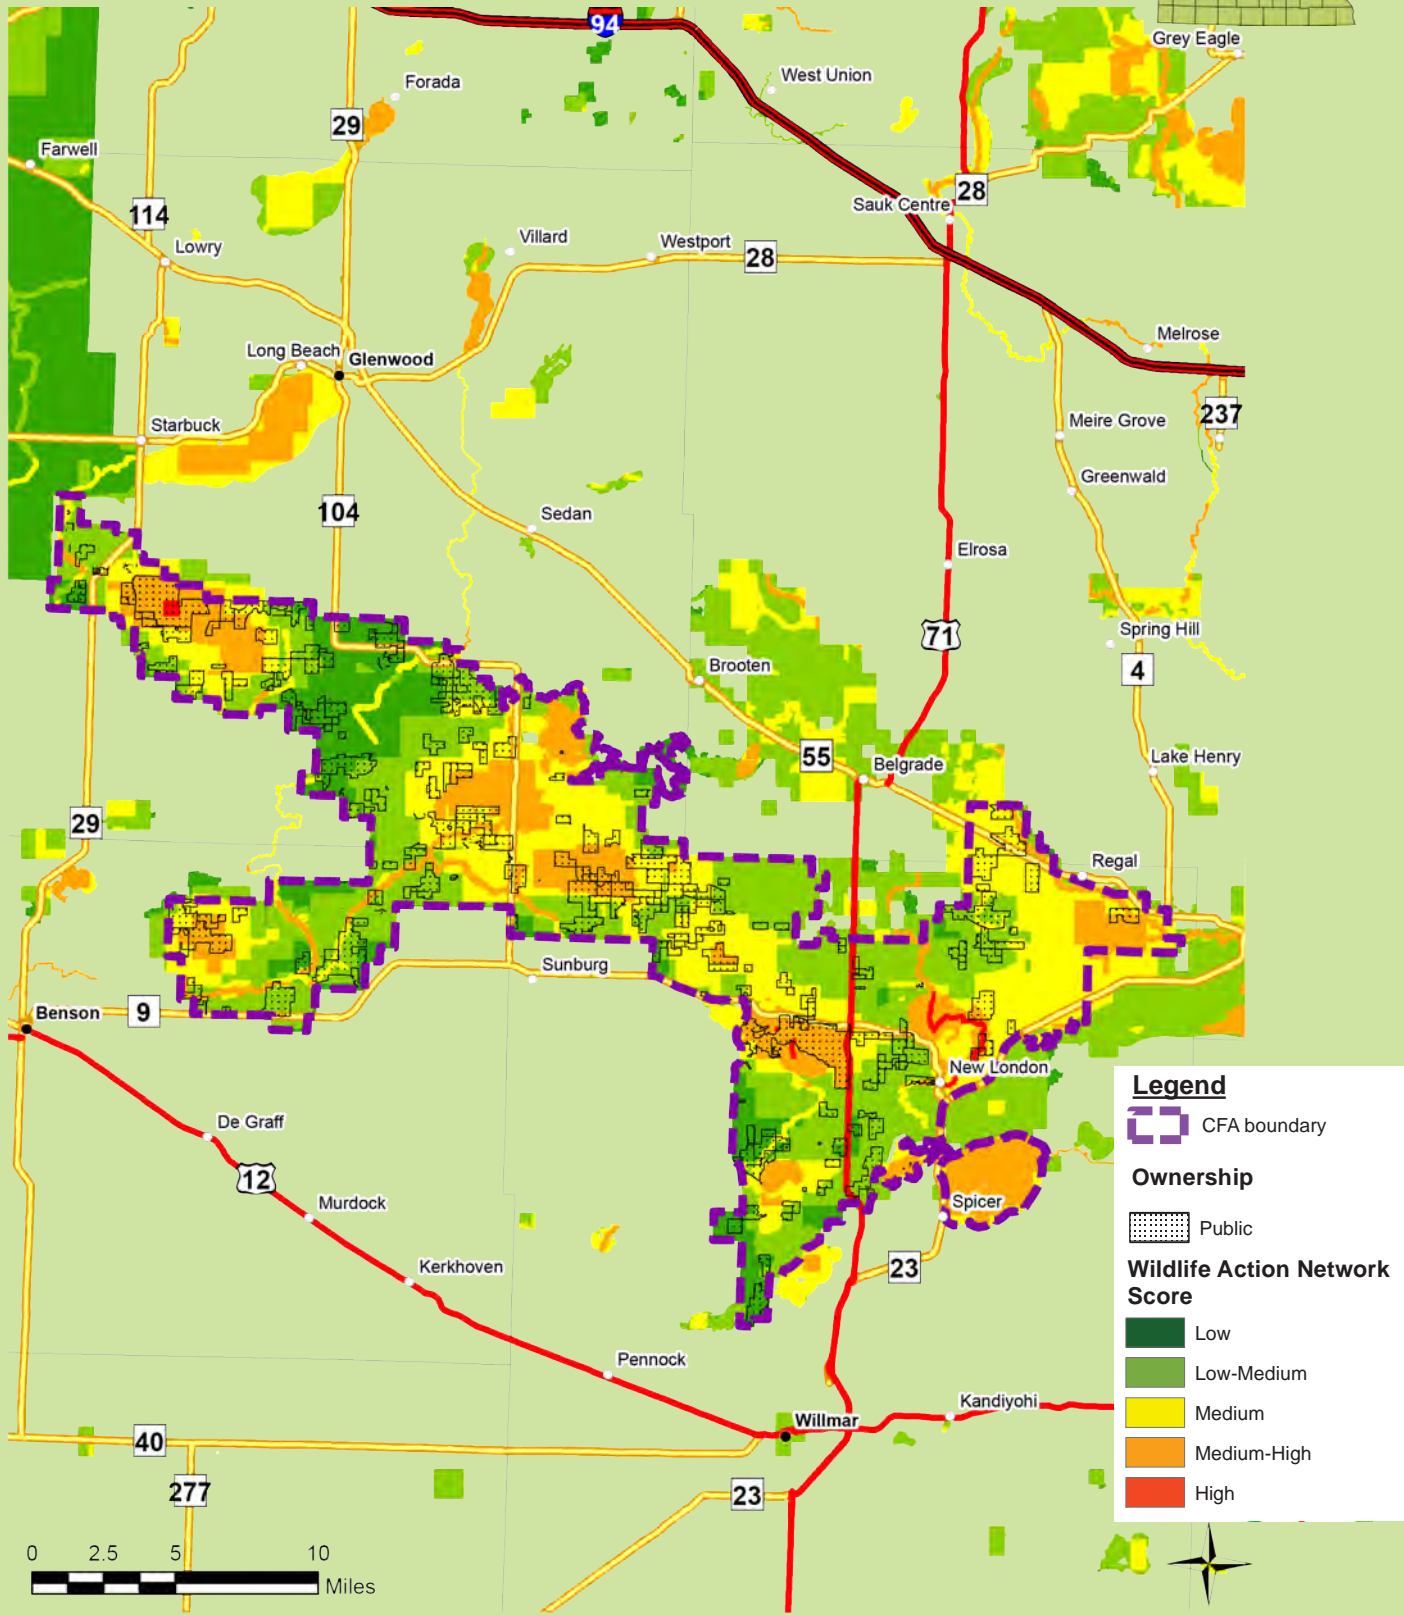 94
Grey Eagle
West Union
Forada
29
Farwell
28
114
Sauk Centre
Villard
Westport
Lowry
28
Melrose
Long Beach
Glenwood
237
Starbuck
Meire Grove
Greenwald
104
Sedan
Elrosa
71
Spring Hill
Brooten
4
55
Belgrade
Lake Henry
29
Regal
Sunburg
Benson
9
New London
De Graff
12
Spicer
Murdock
23
Kerkhoven
Pennock
Kandiyohi
Willmar
40
277
23
Legend
CFA boundary
Ownership
Public
Wildlife Action Network
Score
Low
Low-Medium
Medium
Medium-High
High
0 2.5 5 10
Miles